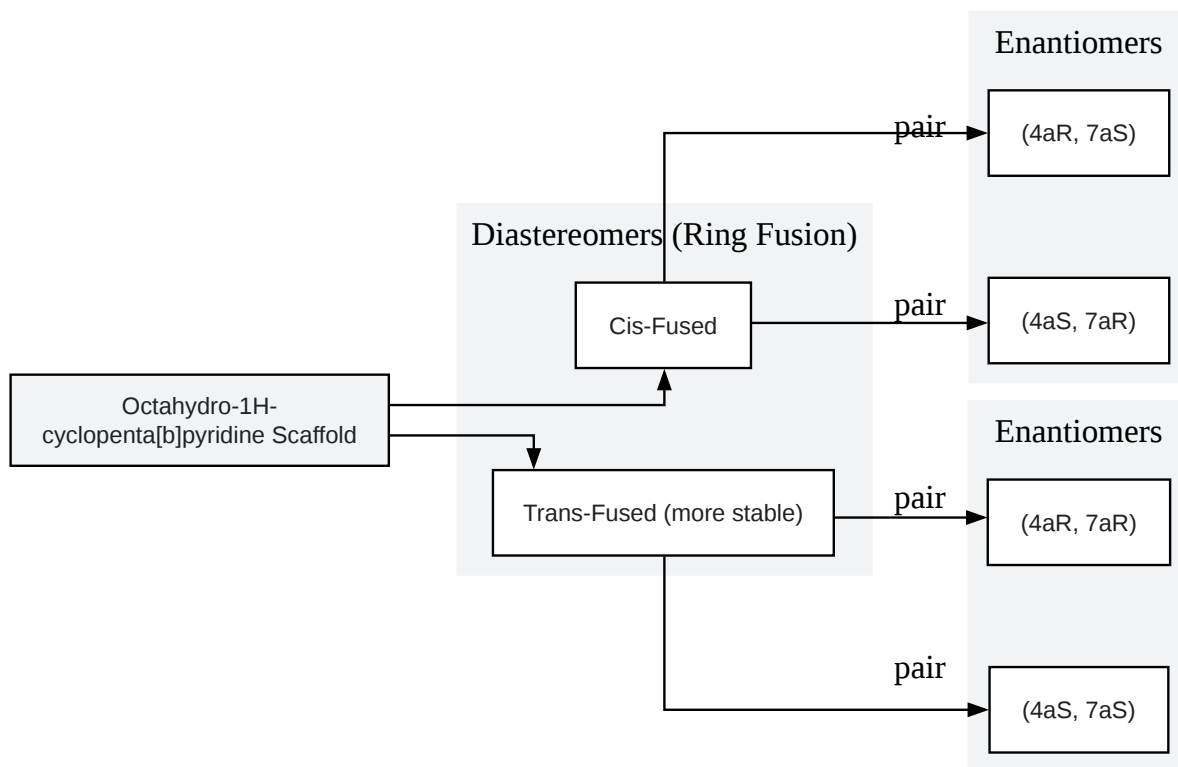 Enantiomers
pair
(4aR, 7aS)
Diastereomers (Ring Fusion)
pair
Cis-Fused
(4aS, 7aR)
Octahydro-1H-
cyclopenta[b]pyridine Scaffold
Enantiomers
pair
Trans-Fused (more stable)
(4aR, 7aR)
pair
(4aS, 7aS)